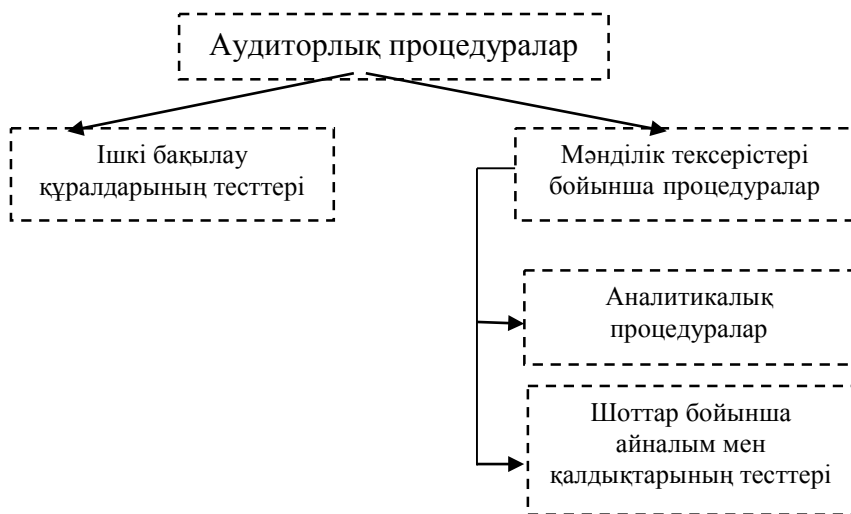 Аудиторлық процедуралар
Ішкі бақылау
құралдарының тесттері
Мәнділік тексерістері
бойынша процедуралар
Аналитикалық
процедуралар
Шоттар бойынша
айналым мен
қалдықтарының тесттері